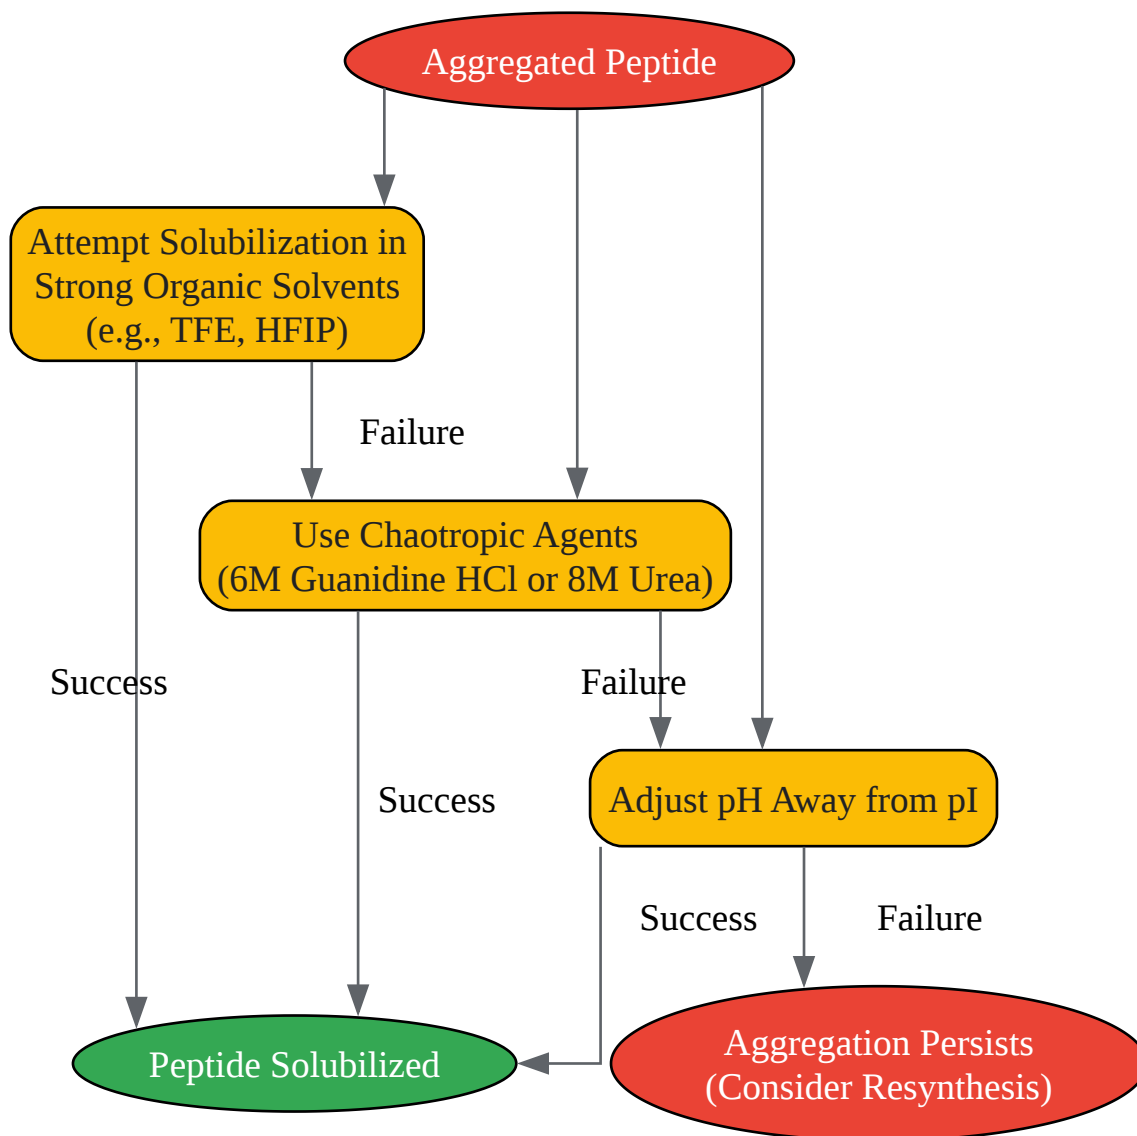 Aggregated Peptide
Attempt Solubilization in
Strong Organic Solvents
(e.g., TFE, HFIP)
Failure
Use Chaotropic Agents
(6M Guanidine HCl or 8M Urea)
Success
Failure
Success
Adjust pH Away from pI
Success
Failure
Peptide Solubilized
Aggregation Persists
(Consider Resynthesis)